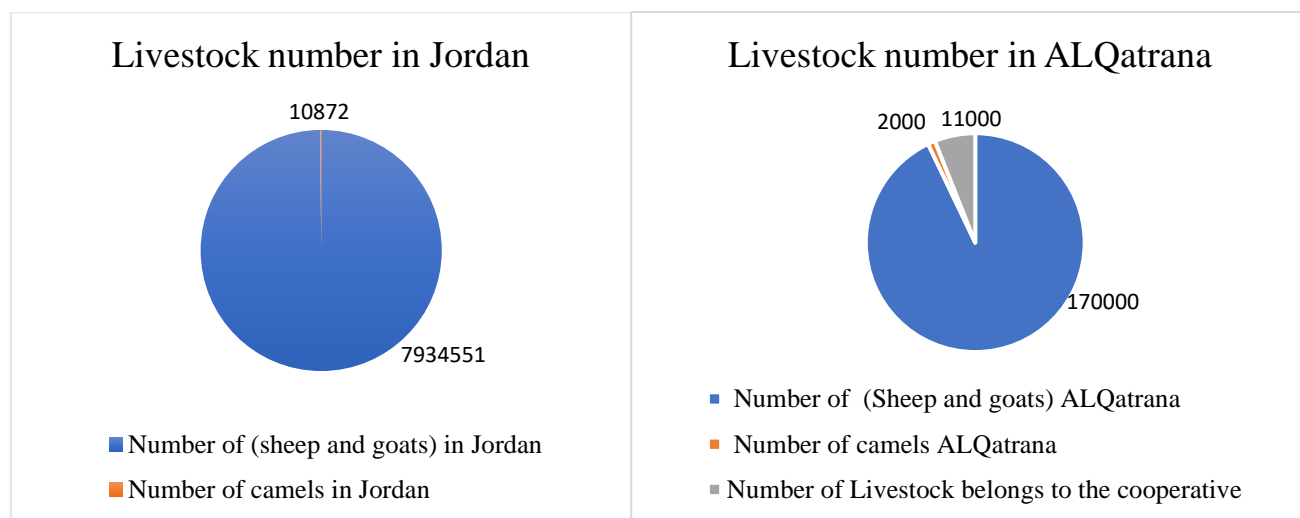 Livestock number in Jordan
10872
7934551
Number of (sheep and goats) in Jordan
Number of camels in Jordan
Livestock number in ALQatrana
2000
11000
170000
Number of (Sheep and goats) ALQatrana
Number of camels ALQatrana
Number of Livestock belongs to the cooperative